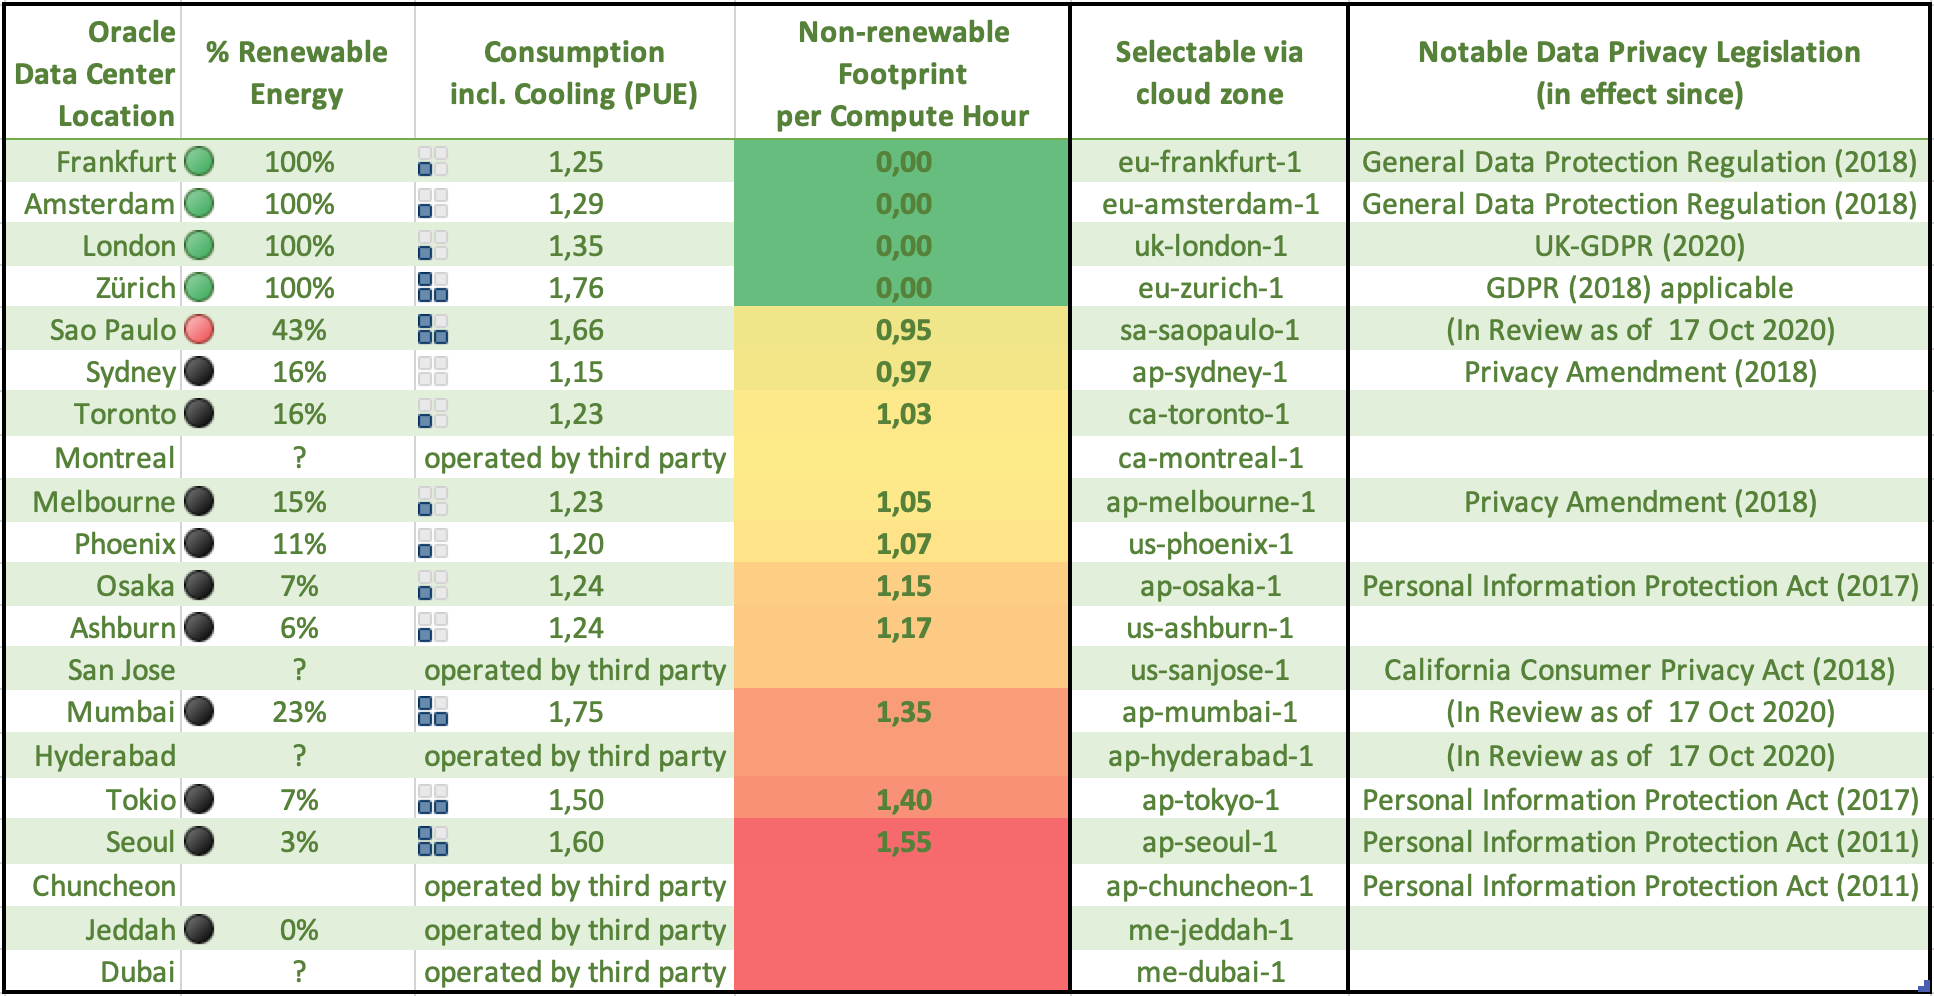 Oracle Data Center Location % Renewable Energy Consumption incl. Cooling (PUE) Non-renewable Footprint per Compute Hour Selectable via cloud zone Notable Data Privacy Legislation (in effect since)
Frankfurt 100% 1,25 0,00 eu-frankfurt-1 General Data Protection Regulation (2018)
Amsterdam 100% 1,29 0,00 eu-amsterdam-1 General Data Protection Regulation (2018)
London 100% 1,35 0,00 uk-london-1 UK-GDPR (2020)
Zürich 100% 1,76 0,00 eu-zurich-1 GDPR (2018) applicable
Sao Paulo 43% 1,66 0,95 sa-saopaulo-1 (In Review as of 17 Oct 2020)
Sydney 16% 1,15 0,97 ap-sydney-1 Privacy Amendment (2018)
Toronto 16% 1,23 1,03 ca-toronto-1
Montreal ? operated by third party ca-montreal-1
Melbourne 15% 1,23 1,05 ap-melbourne-1 Privacy Amendment (2018)
Phoenix 11% 1,20 1,07 us-phoenix-1
Osaka 7% 1,24 1,15 ap-osaka-1 Personal Information Protection Act (2017)
Ashburn 6% 1,24 1,17 us-ashburn-1
San Jose ? operated by third party us-sanjose-1 California Consumer Privacy Act (2018)
Mumbai 23% 1,75 1,35 ap-mumbai-1 (In Review as of 17 Oct 2020)
Hyderabad ? operated by third party ap-hyderabad-1 (In Review as of 17 Oct 2020)
Tokio 7% 1,50 1,40 ap-tokyo-1 Personal Information Protection Act (2017)
Seoul 3% 1,60 1,55 ap-seoul-1 Personal Information Protection Act (2011)
Chuncheon operated by third party ap-chuncheon-1 Personal Information Protection Act (2011)
Jeddah 0% operated by third party me-jeddah-1
Dubai ? operated by third party me-dubai-1